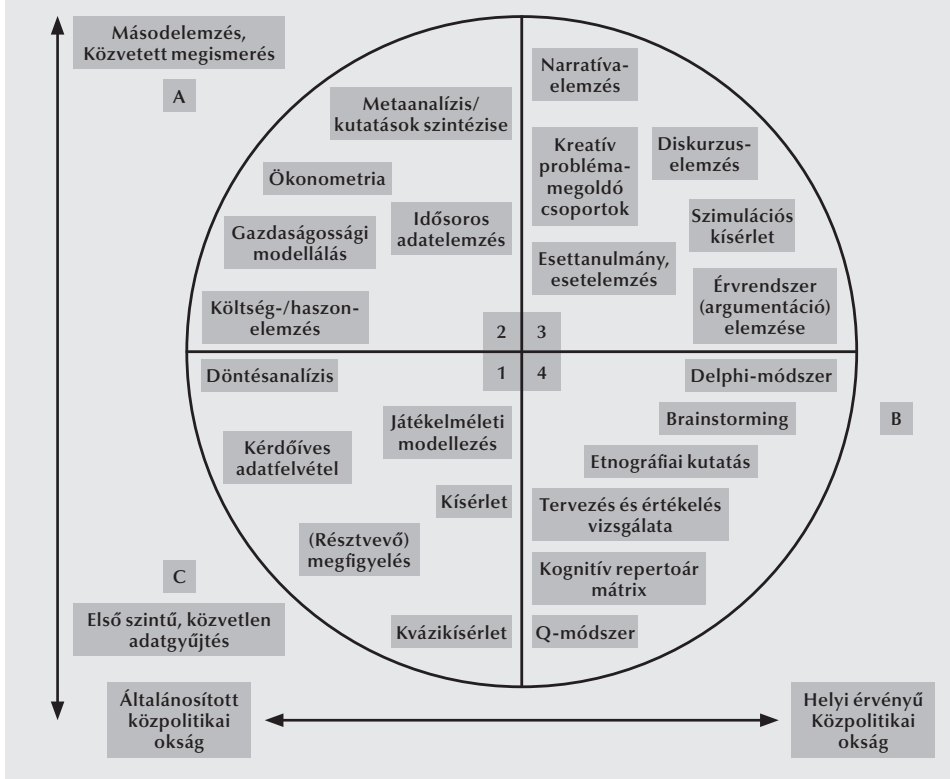 Másodelemzés,
Közvetett megismerés
A
Metaanalízis/
kutatások szintézise
Ökonometria
Idősoros
adatelemzés
Gazdaságossági
modellálás
Költség-/haszon-
elemzés
Narratíva-
elemzés
Kreatív
probléma-
megoldó
csoportok
Diskurzus-
elemzés
Szimulációs
kísérlet
Esettanulmány,
esetelemzés
Érvrendszer
(argumentáció)
elemzése
2
3
1
4
Döntésanalízis
Játékelméleti
modellezés
Kérdőíves
adatfelvétel
Kísérlet
(Résztvevő)
megfigyelés
Kvázikísérlet
Delphi-módszer
Brainstorming
B
Etnográfiai kutatás
Tervezés és értékelés
vizsgálata
Kognitív repertoár
mátrix
Q-módszer
C
Első szintű, közvetlen
adatgyűjtés
Általánosított
közpolitikai
okság
Helyi érvényű
Közpolitikai
okság